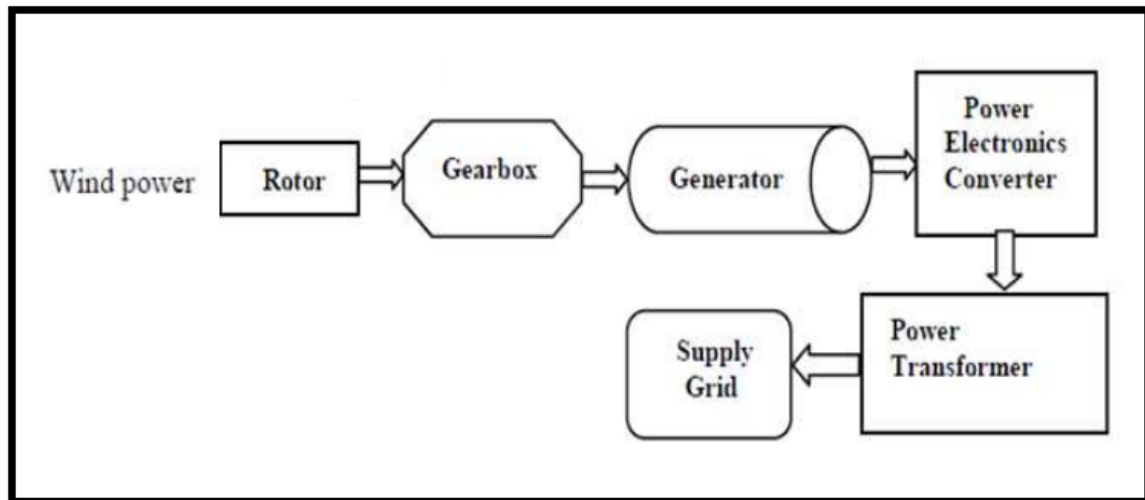 Wind power
Rotor
Gearbox
Generator
Power
Electronics
Converter
Power
Transformer
Supply
Grid